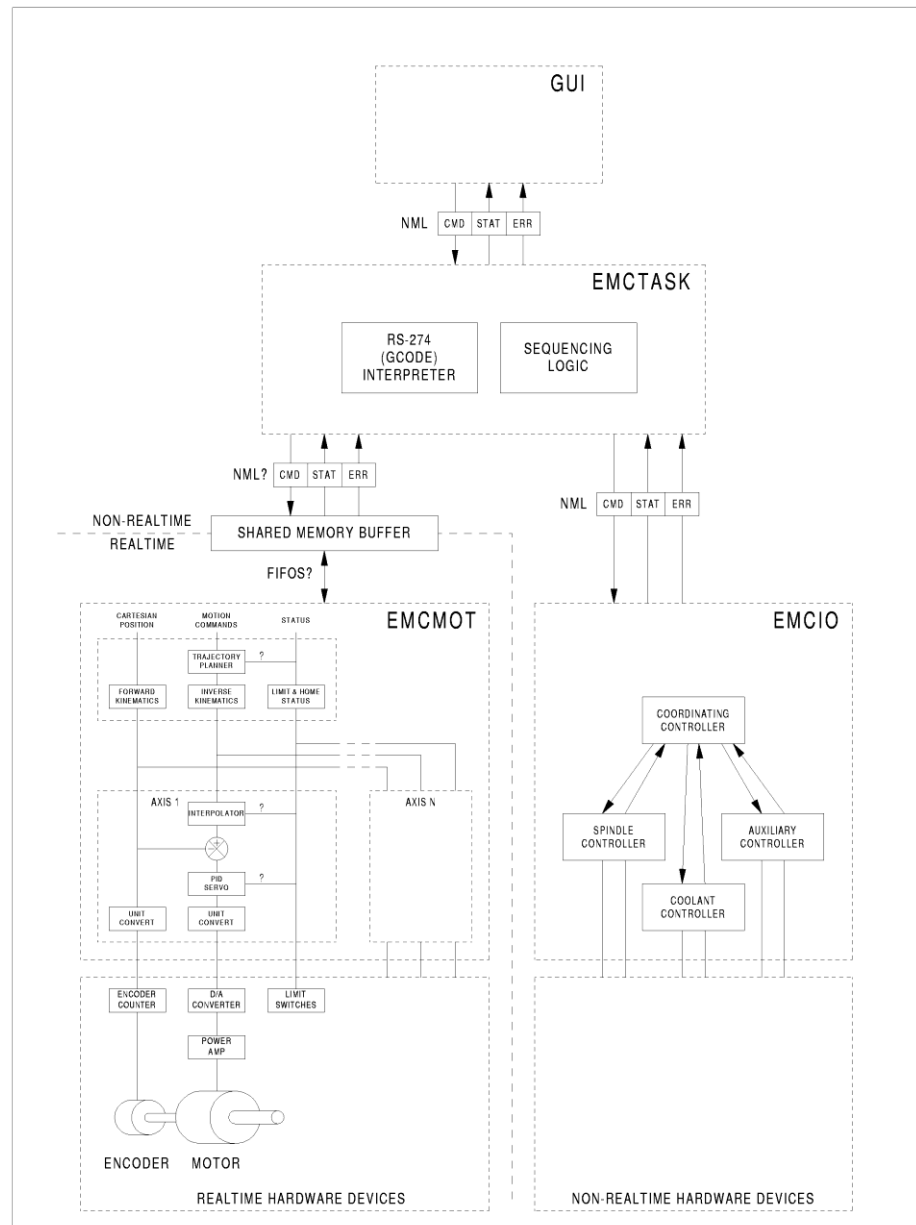 GUI
NML CMD STAT ERR
EMCTASK
RS-274
(GCODE)
INTERPRETER
SEQUENCING
LOGIC
NML? CMD STAT ERR
NML CMD STAT ERR
NON-REALTIME
REALTIME
SHARED MEMORY BUFFER
FIFOS?
EMCMOT
CARTESIAN
POSITION
MOTION
COMMANDS
STATUS
TRAJECTORY
PLANNER
?
FORWARD
KINEMATICS
INVERSE
KINEMATICS
LIMIT & HOME
STATUS
AXIS 1
INTERPOLATOR
?
+
-
PID
SERVO
?
UNIT
CONVERT
UNIT
CONVERT
AXIS N
EMCIO
COORDINATING
CONTROLLER
SPINDLE
CONTROLLER
AUXILIARY
CONTROLLER
COOLANT
CONTROLLER
ENCODER
COUNTER
D/A
CONVERTER
LIMIT
SWITCHES
POWER
AMP
ENCODER
MOTOR
REALTIME HARDWARE DEVICES
NON-REALTIME HARDWARE DEVICES